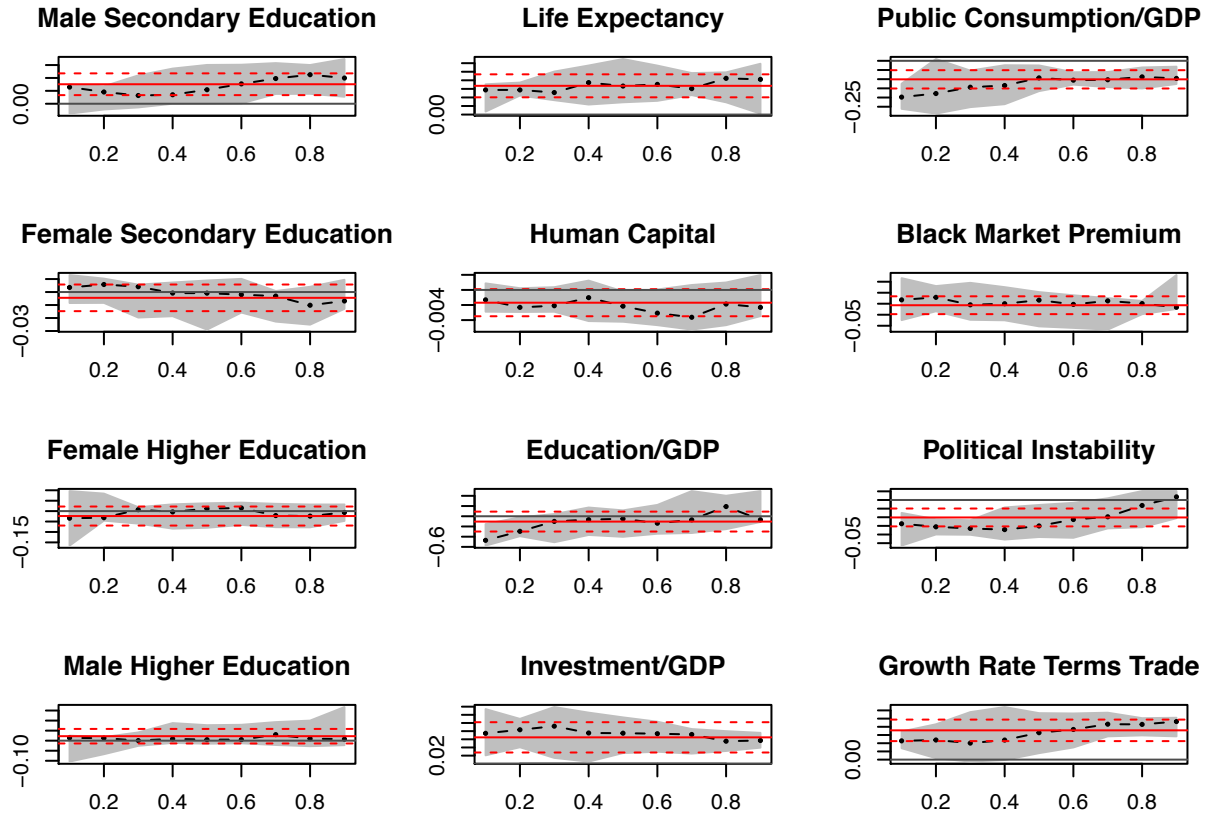 Male Secondary Education
0.00
0.2 0.4 0.6 0.8
Life Expectancy
0.00
0.2 0.4 0.6 0.8
Public Consumption/GDP
−0.25
0.2 0.4 0.6 0.8
Female Secondary Education
−0.03
0.2 0.4 0.6 0.8
Human Capital
−0.004
0.2 0.4 0.6 0.8
Black Market Premium
−0.05
0.2 0.4 0.6 0.8
Female Higher Education
−0.15
0.2 0.4 0.6 0.8
Education/GDP
−0.6
0.2 0.4 0.6 0.8
Political Instability
−0.05
0.2 0.4 0.6 0.8
Male Higher Education
−0.10
0.2 0.4 0.6 0.8
Investment/GDP
0.02
0.2 0.4 0.6 0.8
Growth Rate Terms Trade
0.00
0.2 0.4 0.6 0.8